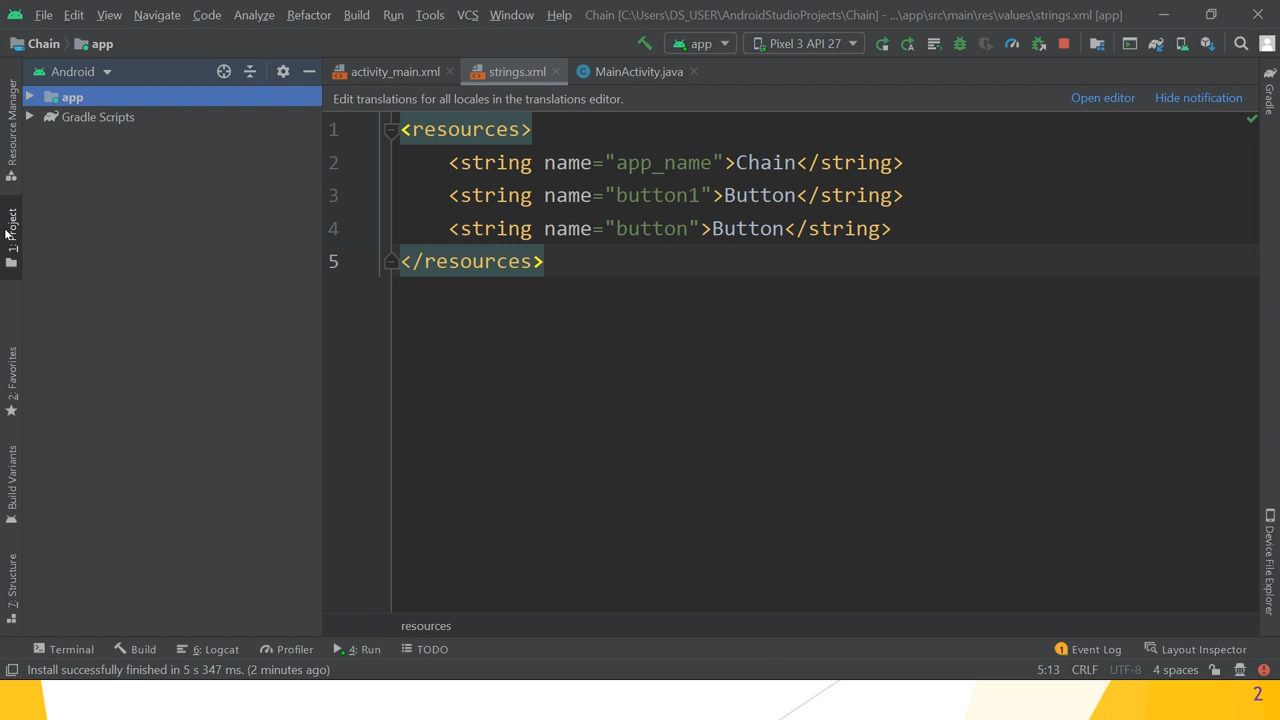 File Edit View Navigate Code Analyze Refactor Build Run Tools VCS Window Help Chain [C:\Users\DS_USER\AndroidStudioProjects\Chain] - ...\app\src\main\res\values\strings.xml [app]
Chain app
app Pixel 3 API 27
Android
activity_main.xml strings.xml MainActivity.java
app
Gradle Scripts
Edit translations for all locales in the translations editor. Open editor Hide notification
1 <resources>
2 <string name="app_name">Chain</string>
3 <string name="button1">Button</string>
4 <string name="button">Button</string>
5 </resources>
Resource Manager
1: Project
2: Favorites
Build Variants
7: Structure
Gradle
Device File Explorer
resources
Terminal Build 6: Logcat Profiler 4: Run TODO 1 Event Log Layout Inspector
Install successfully finished in 5 s 347 ms. (2 minutes ago) 5:13 CRLF UTF-8 4 spaces
2